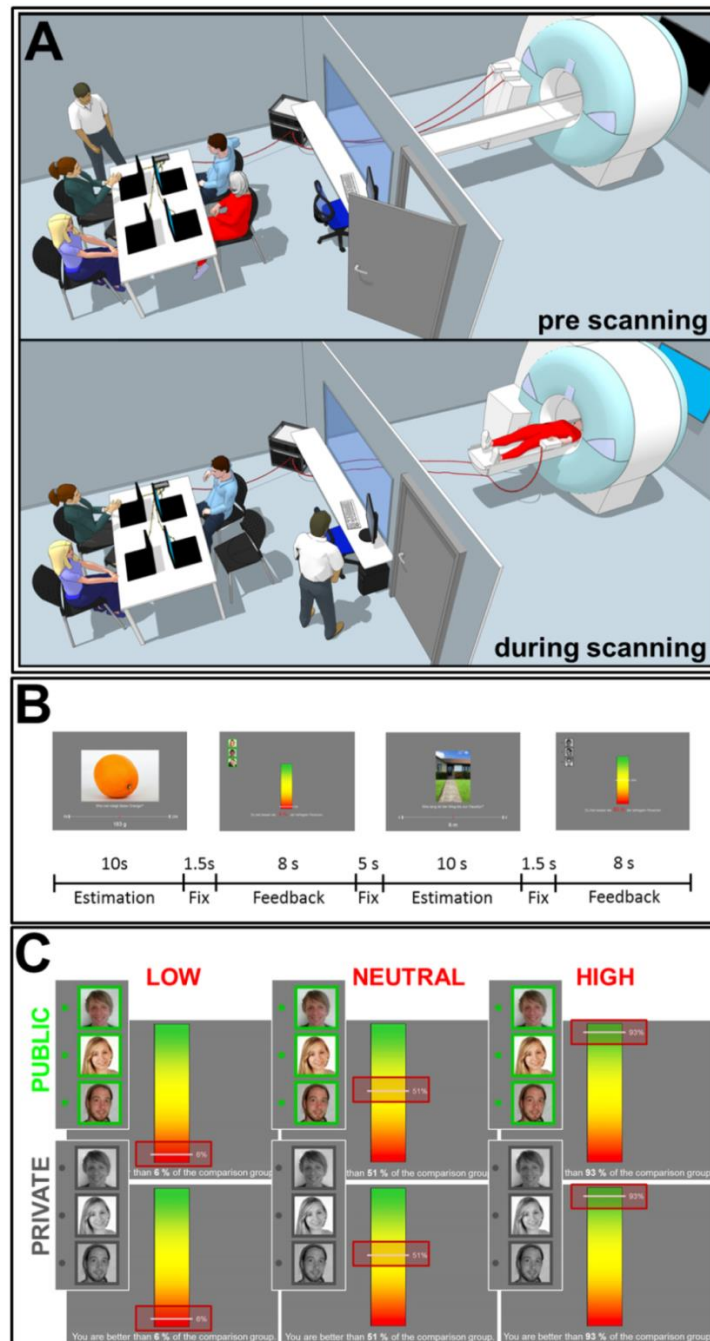 A
pre scanning
during scanning
B
10s 1.5s 8 s 5 s 10 s 1.5 s 8 s
Estimation Fix Feedback Fix Estimation Fix Feedback
C
LOW NEUTRAL HIGH
PUBLIC
93%
51%
6%
than 6 % of the comparison group.
than 51 % of the comparison group.
than 93 % of the comparison group.
PRIVATE
93%
51%
6%
You are better than 6 % of the comparison group.
You are better than 51 % of the comparison group.
You are better than 93 % of the comparison group.